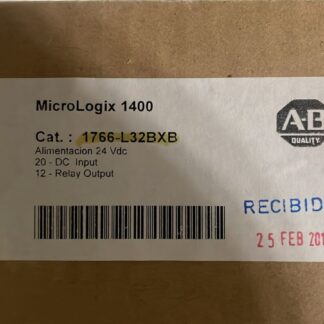 MicroLogix 1400
Cat. : 1766-L32BXB
Alimentacion 24 Vdc
20 - DC Input
12 - Relay Output
A-B
QUALITY
RECIBID
25 FEB 201